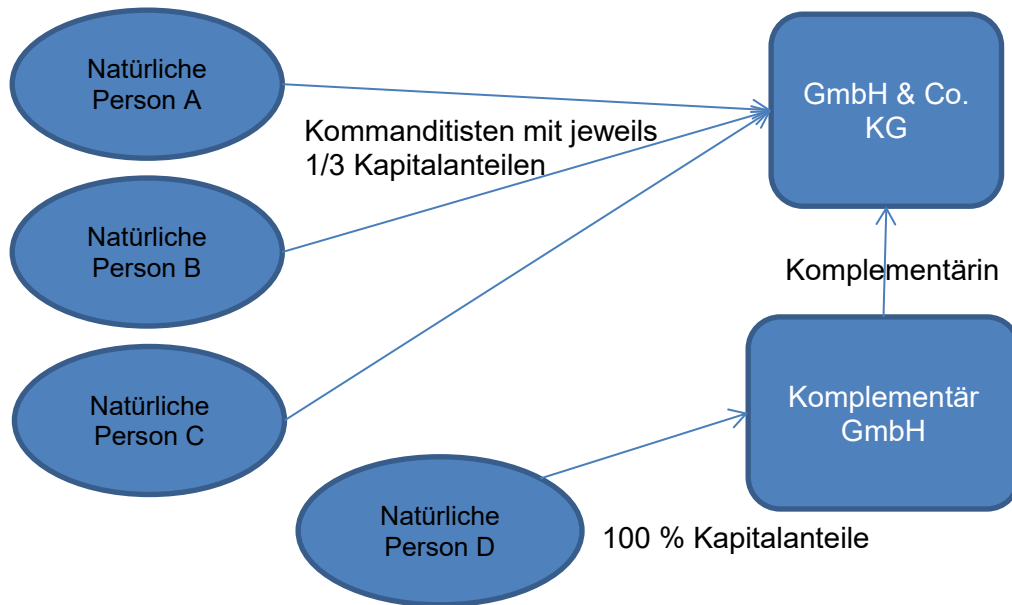 Natürliche
Person A
GmbH & Co.
KG
Kommanditisten mit jeweils
1/3 Kapitalanteilen
Natürliche
Person B
Komplementärin
Natürliche
Person C
Komplementär
GmbH
Natürliche
Person D
100 % Kapitalanteile